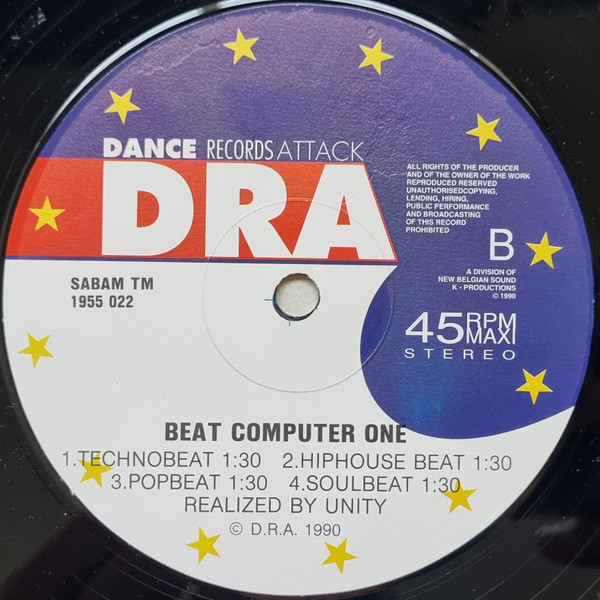 DANCE RECORDS ATTACK
DRA
ALL RIGHTS OF THE PRODUCER
AND OF THE OWNER OF THE WORK
REPRODUCED RESERVED
UNAUTHORISEDCOPYING,
LENDING, HIRING,
PUBLIC PERFORMANCE
AND BROADCASTING
OF THIS RECORD
PROHIBITED
B
A DIVISION OF
NEW BELGIAN SOUND
K - PRODUCTIONS
© 1990
SABAM TM
1955 022
45 RPM
MAXI
STEREO
BEAT COMPUTER ONE
1.TECHNOBEAT 1:30 2.HIPHOUSE BEAT 1:30
3.POPBEAT 1:30 4.SOULBEAT 1:30
REALIZED BY UNITY
© D.R.A. 1990